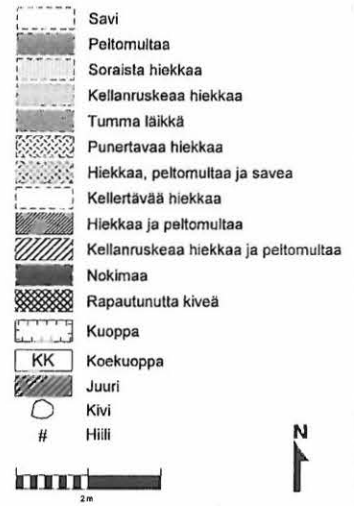 Savi
Peltomultaa
Soraista hiekkaa
Kellanruskeaa hiekkaa
Tumma läikkä
Punertavaa hiekkaa
Hiekkaa, peltomultaa ja savea
Kellertävää hiekkaa
Hiekkaa ja peltomultaa
Kellanruskeaa hiekkaa ja peltomultaa
Nokimaa
Rapautunutta kiveä
Kuoppa
KK Koekuoppa
Juuri
Kivi
# Hiili
N
2m